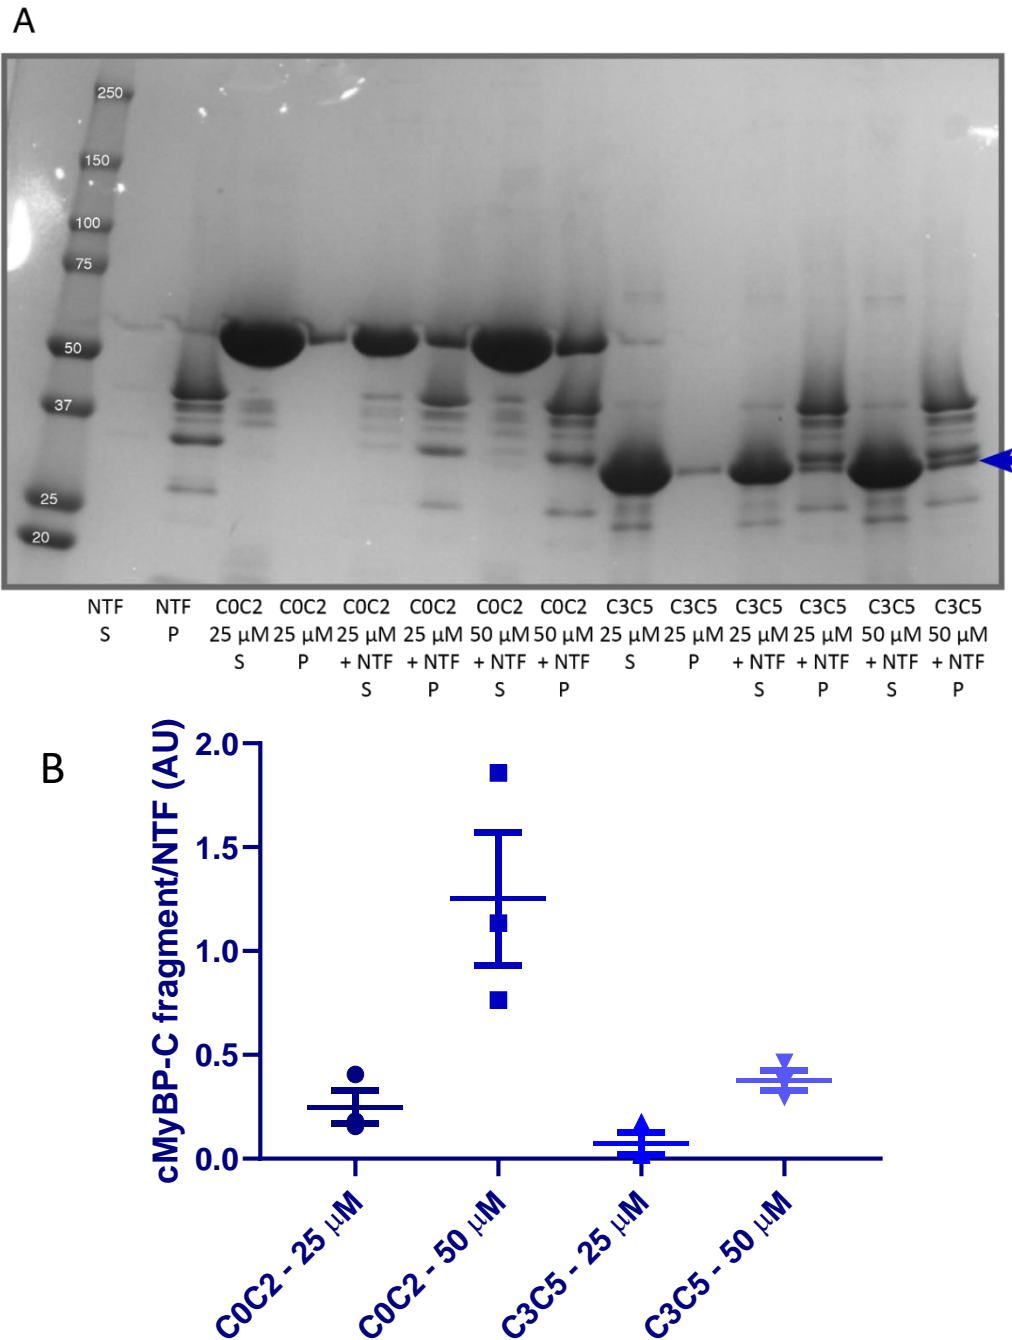 A
250
150
100
75
50
37
25
20
NTF NTF C0C2 C0C2 C0C2 C0C2 C0C2 C0C2 C3C5 C3C5 C3C5 C3C5 C3C5 C3C5
S P 25 µM 25 µM 25 µM 25 µM 50 µM 50 µM 25 µM 25 µM 25 µM 25 µM 50 µM 50 µM
S P + NTF + NTF + NTF + NTF S P + NTF + NTF + NTF + NTF
S P S P S P S P
B
cMyBP-C fragment/NTF (AU)
2.0
1.5
1.0
0.5
0.0
C0C2 - 25 µM
C0C2 - 50 µM
C3C5 - 25 µM
C3C5 - 50 µM